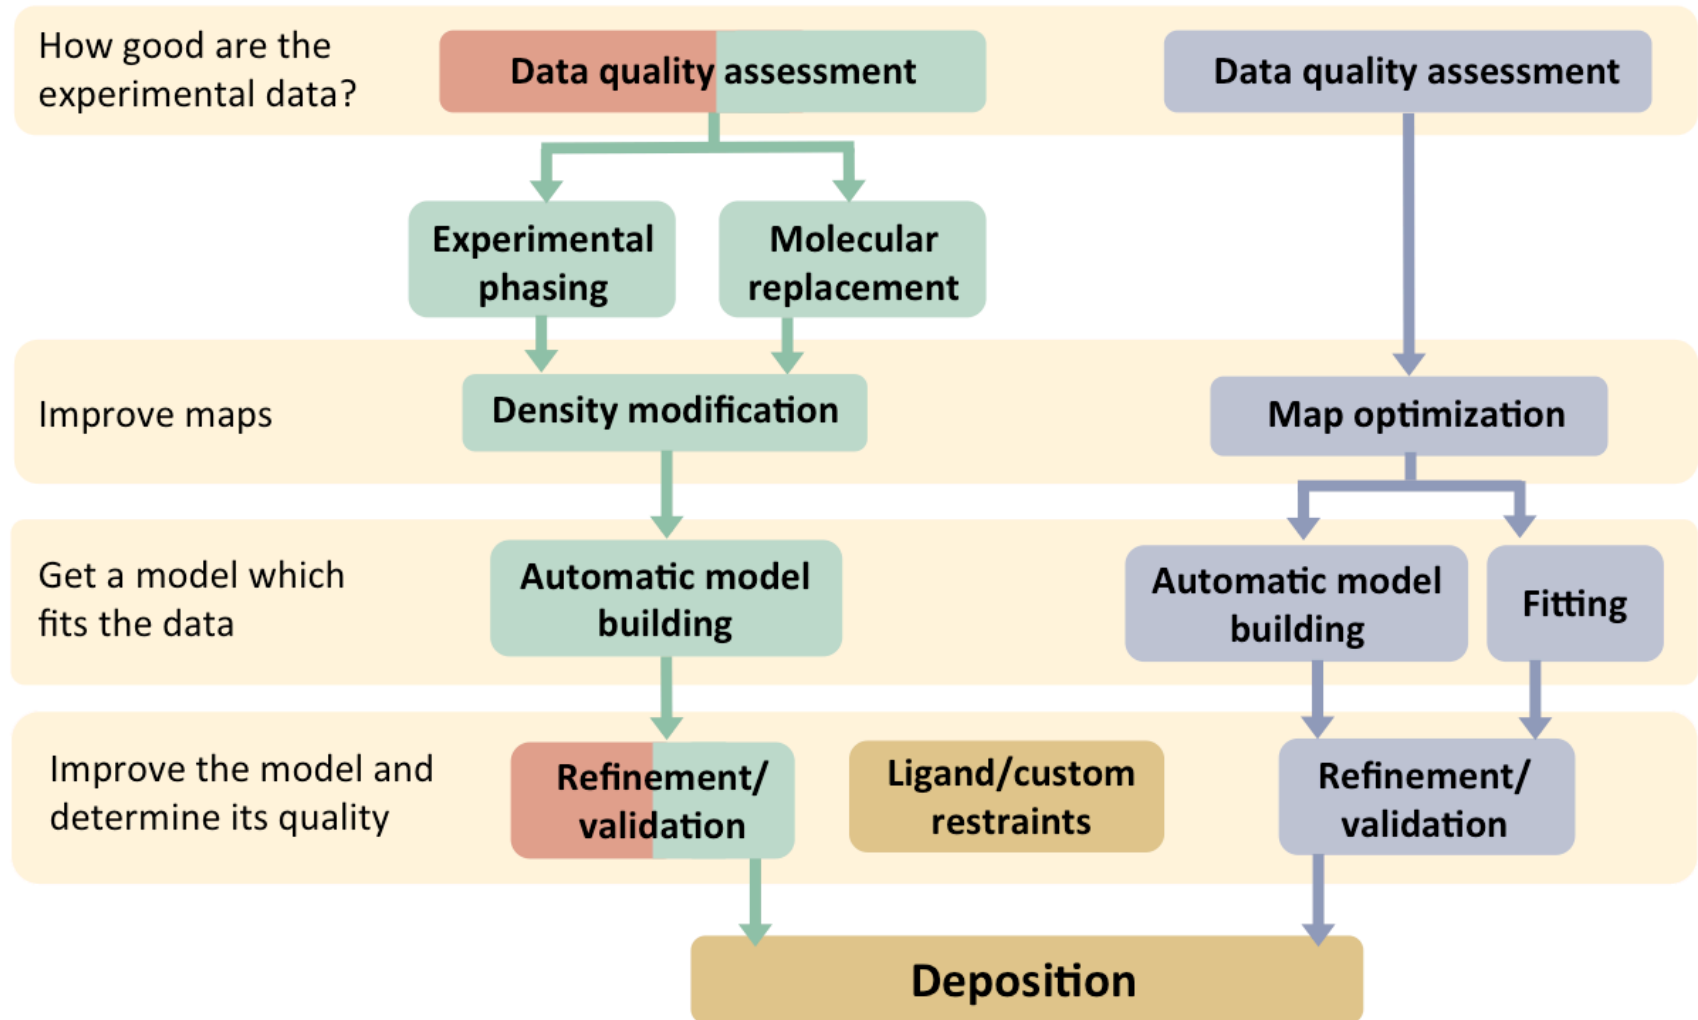 How good are the
experimental data?
Data quality assessment
Data quality assessment
Experimental
phasing
Molecular
replacement
Improve maps
Density modification
Map optimization
Get a model which
fits the data
Automatic model
building
Automatic model
building
Fitting
Improve the model and
determine its quality
Refinement/
validation
Ligand/custom
restraints
Refinement/
validation
Deposition